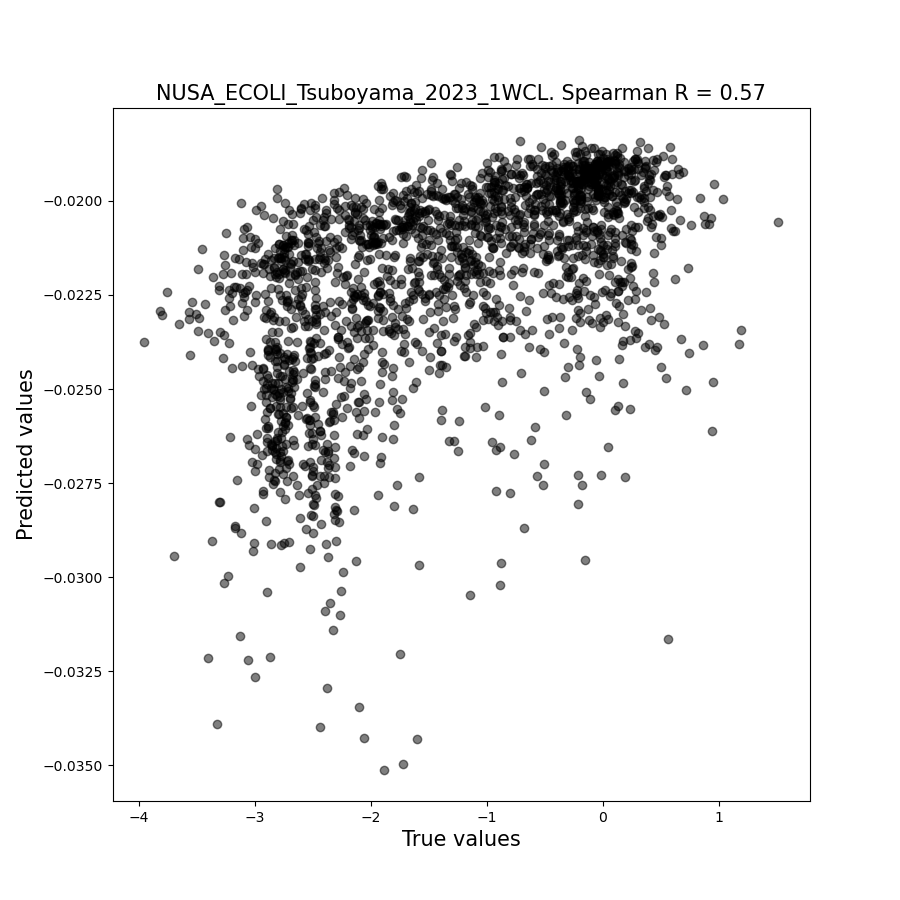 NUSA_ECOLI_Tsuboyama_2023_1WCL. Spearman R = 0.57
Predicted values
−0.0200
−0.0225
−0.0250
−0.0275
−0.0300
−0.0325
−0.0350
−4 −3 −2 −1 0 1
True values